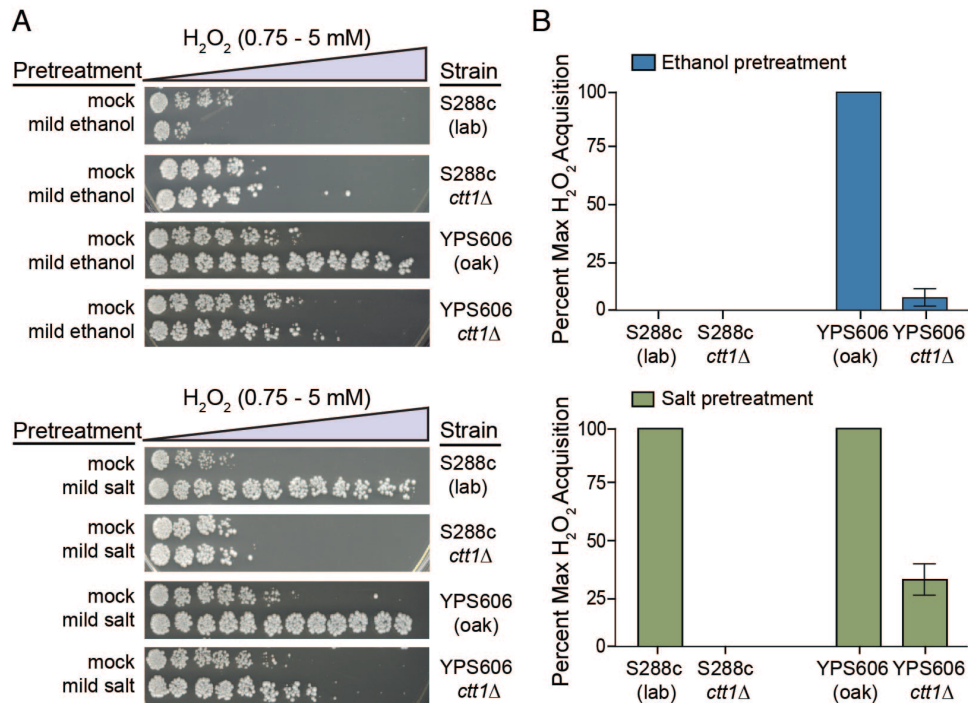 A
H₂O₂ (0.75 - 5 mM)
Pretreatment
Strain
mock
mild ethanol
S288c
(lab)
mock
mild ethanol
S288c
ctt1Δ
mock
mild ethanol
YPS606
(oak)
mock
mild ethanol
YPS606
ctt1Δ
H₂O₂ (0.75 - 5 mM)
Pretreatment
Strain
mock
mild salt
S288c
(lab)
mock
mild salt
S288c
ctt1Δ
mock
mild salt
YPS606
(oak)
mock
mild salt
YPS606
ctt1Δ
B
Ethanol pretreatment
Percent Max H₂O₂ Acquisition
100
75
50
25
0
S288c
(lab)
S288c
ctt1Δ
YPS606
(oak)
YPS606
ctt1Δ
Salt pretreatment
Percent Max H₂O₂ Acquisition
100
75
25
0
S288c
(lab)
S288c
ctt1Δ
YPS606
(oak)
YPS606
ctt1Δ